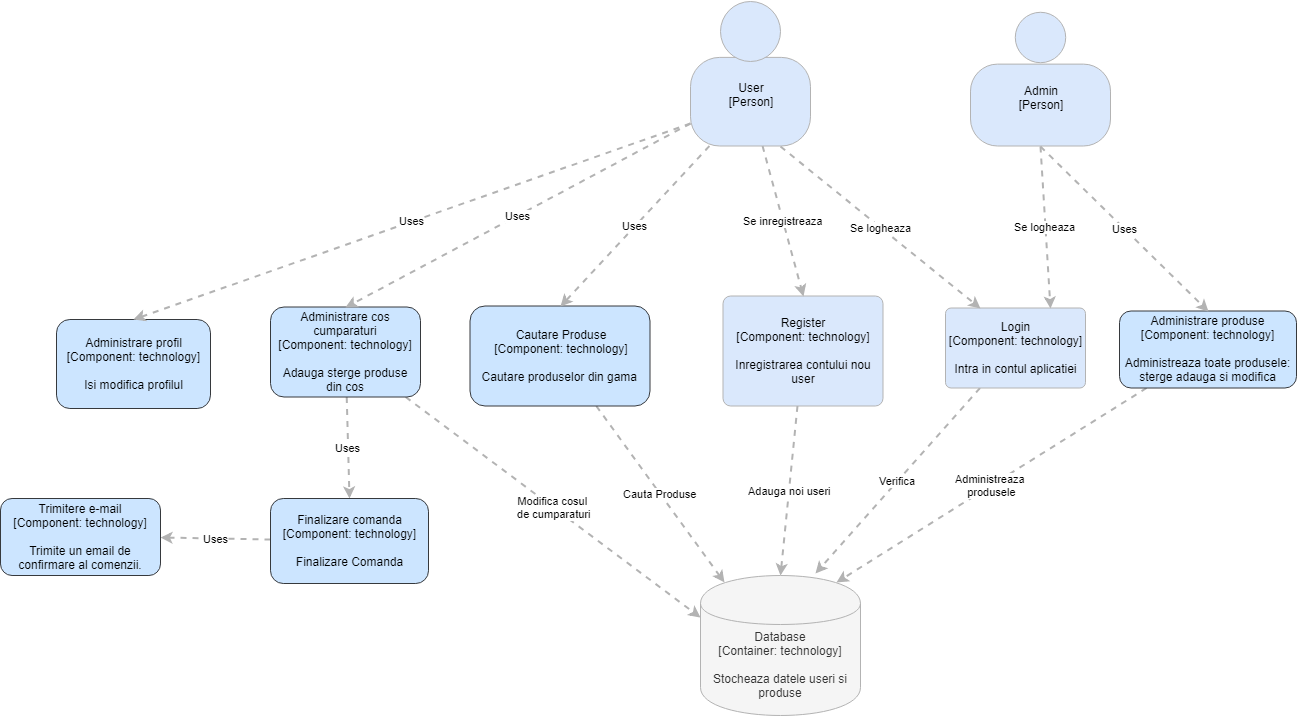 User
[Person]
Admin
[Person]
Uses
Uses
Uses
Se inregistreaza
Se logheaza
Se logheaza
Uses
Administrare profil
[Component: technology]
Isi modifica profilul
Administrare cos
cumparaturi
[Component: technology]
Adauga sterge produse
din cos
Cautare Produse
[Component: technology]
Cautare produselor din gama
Register
[Component: technology]
Inregistrarea contului nou
user
Login
[Component: technology]
Intra in contul aplicatiei
Administrare produse
[Component: technology]
Administreaza toate produsele:
sterge adauga si modifica
Uses
Modifica cosul
de cumparaturi
Cauta Produse
Adauga noi useri
Verifica
Administreaza
produsele
Trimitere e-mail
[Component: technology]
Trimite un email de
confirmare al comenzii.
Uses
Finalizare comanda
[Component: technology]
Finalizare Comanda
Database
[Container: technology]
Stocheaza datele useri si
produse